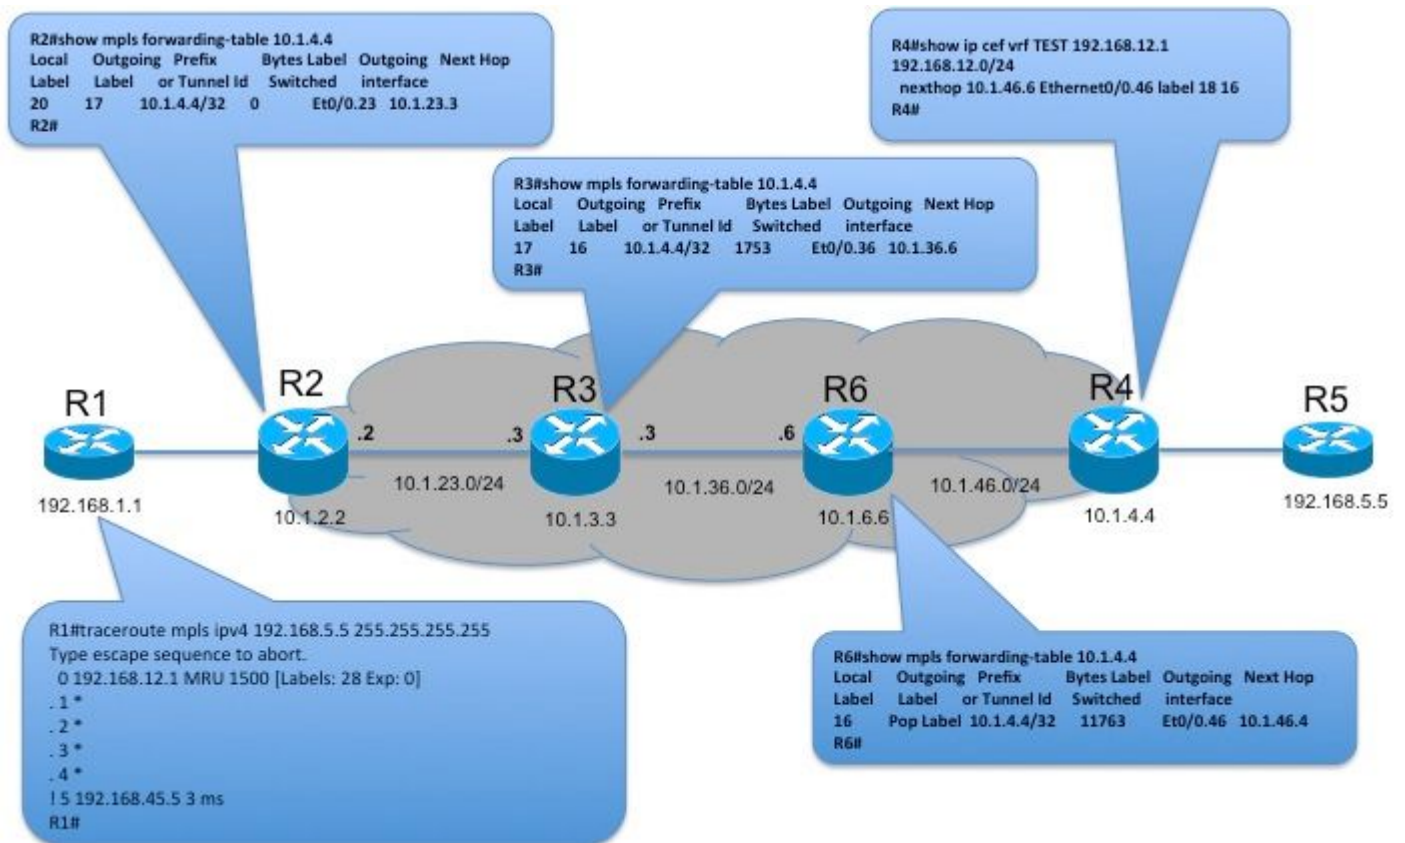 R2#show mpls forwarding-table 10.1.4.4
Local Outgoing Prefix Bytes Label Outgoing Next Hop
Label Label or Tunnel Id Switched interface
20 17 10.1.4.4/32 0 Et0/0.23 10.1.23.3
R2#
R4#show ip cef vrf TEST 192.168.12.1
192.168.12.0/24
nexthop 10.1.46.6 Ethernet0/0.46 label 18 16
R4#
R3#show mpls forwarding-table 10.1.4.4
Local Outgoing Prefix Bytes Label Outgoing Next Hop
Label Label or Tunnel Id Switched interface
17 16 10.1.4.4/32 1753 Et0/0.36 10.1.36.6
R3#
R1 R2 R3 R6 R4 R5
.2 .3 .3 .6
10.1.23.0/24 10.1.36.0/24 10.1.46.0/24
192.168.1.1 10.1.2.2 10.1.3.3 10.1.6.6 10.1.4.4 192.168.5.5
R1#traceroute mpls ipv4 192.168.5.5 255.255.255.255
Type escape sequence to abort.
0 192.168.12.1 MRU 1500 [Labels: 28 Exp: 0]
. 1 *
. 2 *
. 3 *
. 4 *
! 5 192.168.45.5 3 ms
R1#
R6#show mpls forwarding-table 10.1.4.4
Local Outgoing Prefix Bytes Label Outgoing Next Hop
Label Label or Tunnel Id Switched interface
16 Pop Label 10.1.4.4/32 11763 Et0/0.46 10.1.46.4
R6#